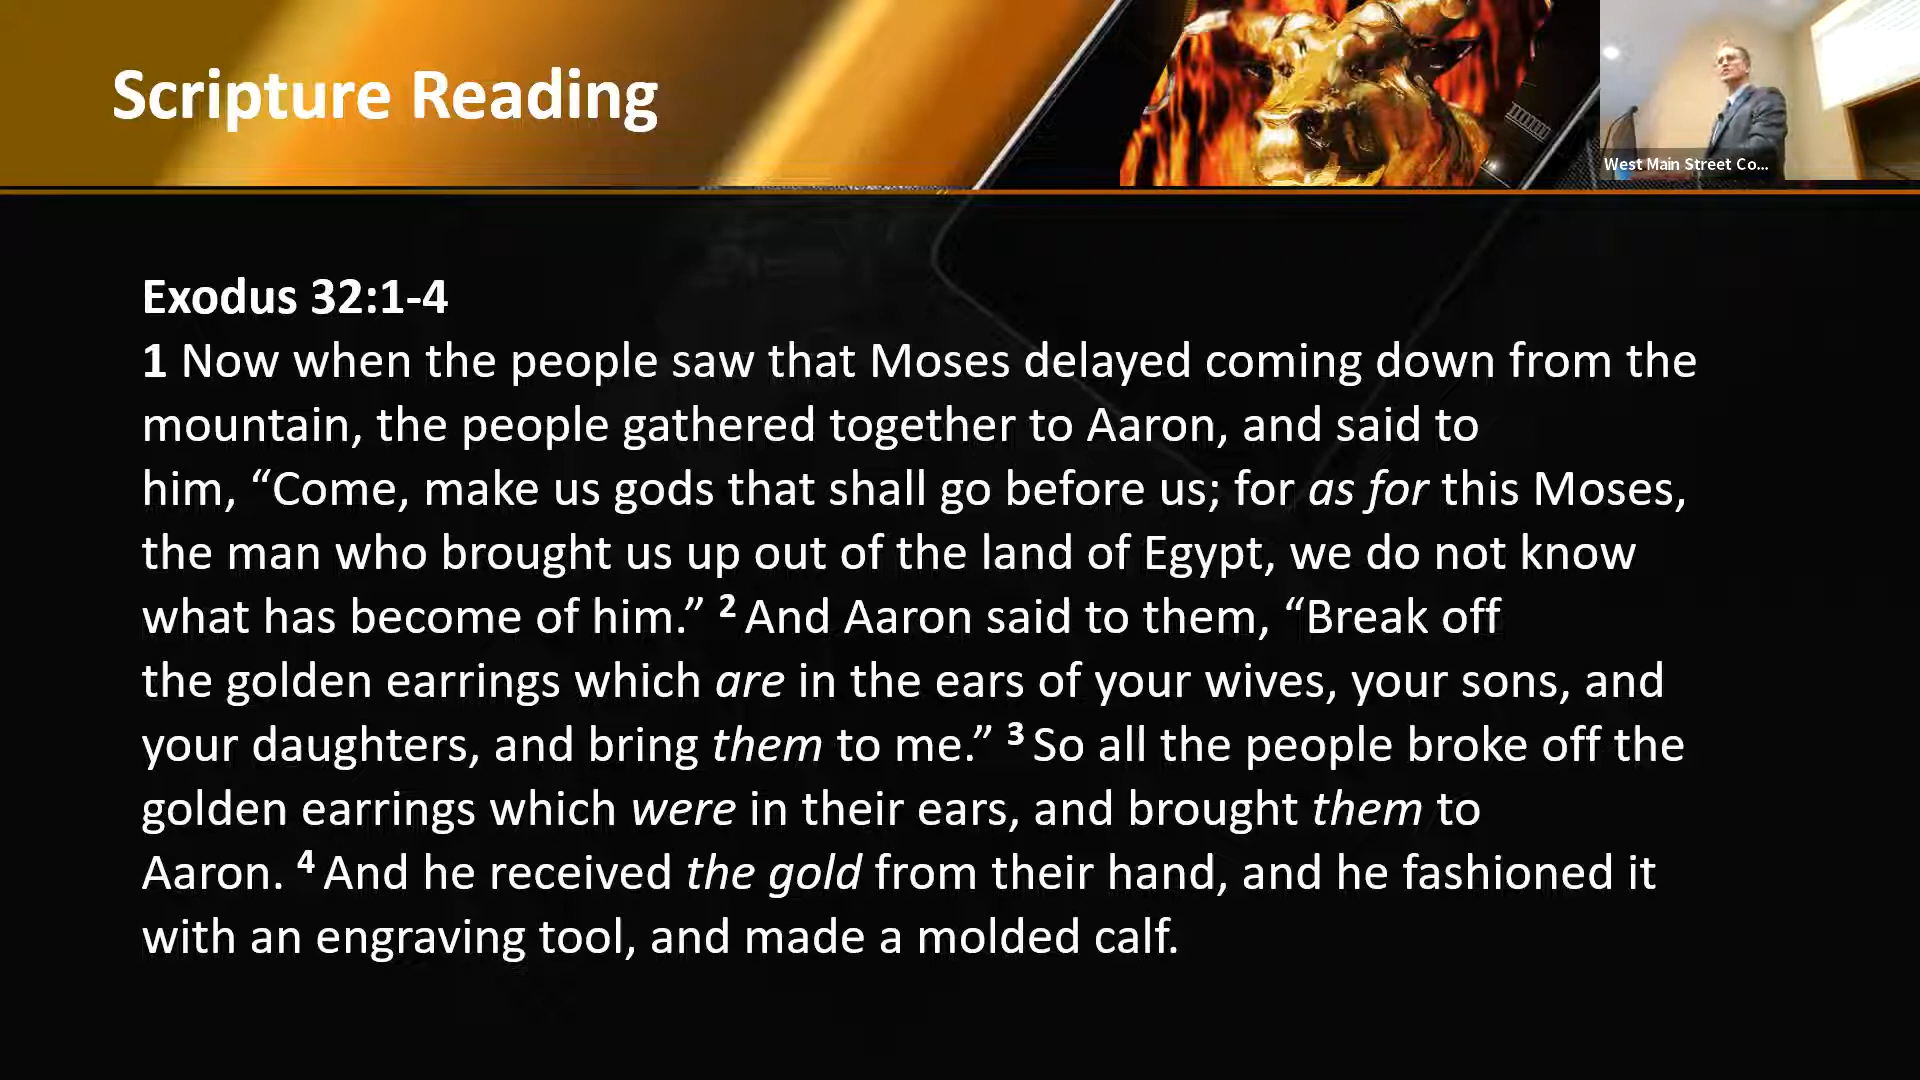 Scripture Reading
West Main Street Co...
Exodus 32:1-4
1 Now when the people saw that Moses delayed coming down from the
mountain, the people gathered together to Aaron, and said to
him, “Come, make us gods that shall go before us; for as for this Moses,
the man who brought us up out of the land of Egypt, we do not know
what has become of him.” 2 And Aaron said to them, “Break off
the golden earrings which are in the ears of your wives, your sons, and
your daughters, and bring them to me.” 3 So all the people broke off the
golden earrings which were in their ears, and brought them to
Aaron. 4 And he received the gold from their hand, and he fashioned it
with an engraving tool, and made a molded calf.